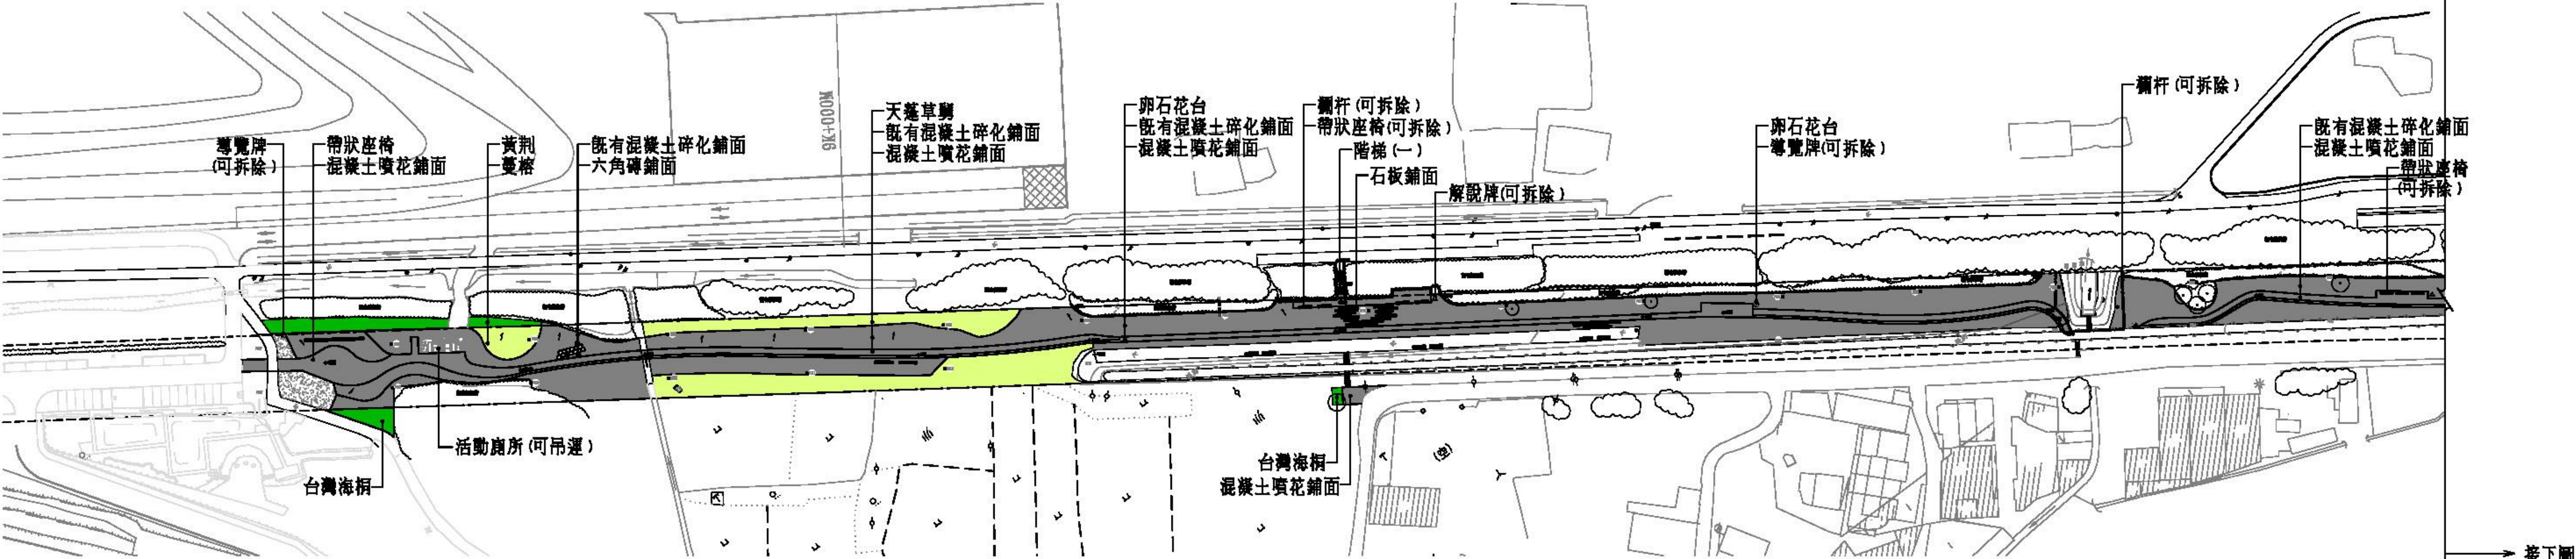 導覽牌
(可拆除)
帶狀座椅
混凝土噴花鋪面
黃荊
蔓榕
既有混凝土碎化鋪面
六角磚鋪面
9K+000M
天蓬草舅
既有混凝土碎化鋪面
混凝土噴花鋪面
卵石花台
既有混凝土碎化鋪面
混凝土噴花鋪面
欄杆(可拆除)
帶狀座椅(可拆除)
階梯(一)
石板鋪面
解說牌(可拆除)
卵石花台
導覽牌(可拆除)
欄杆(可拆除)
既有混凝土碎化鋪面
混凝土噴花鋪面
帶狀座椅
(可拆除)
台灣海桐
活動廁所(可吊運)
台灣海桐
混凝土噴花鋪面
接下圖